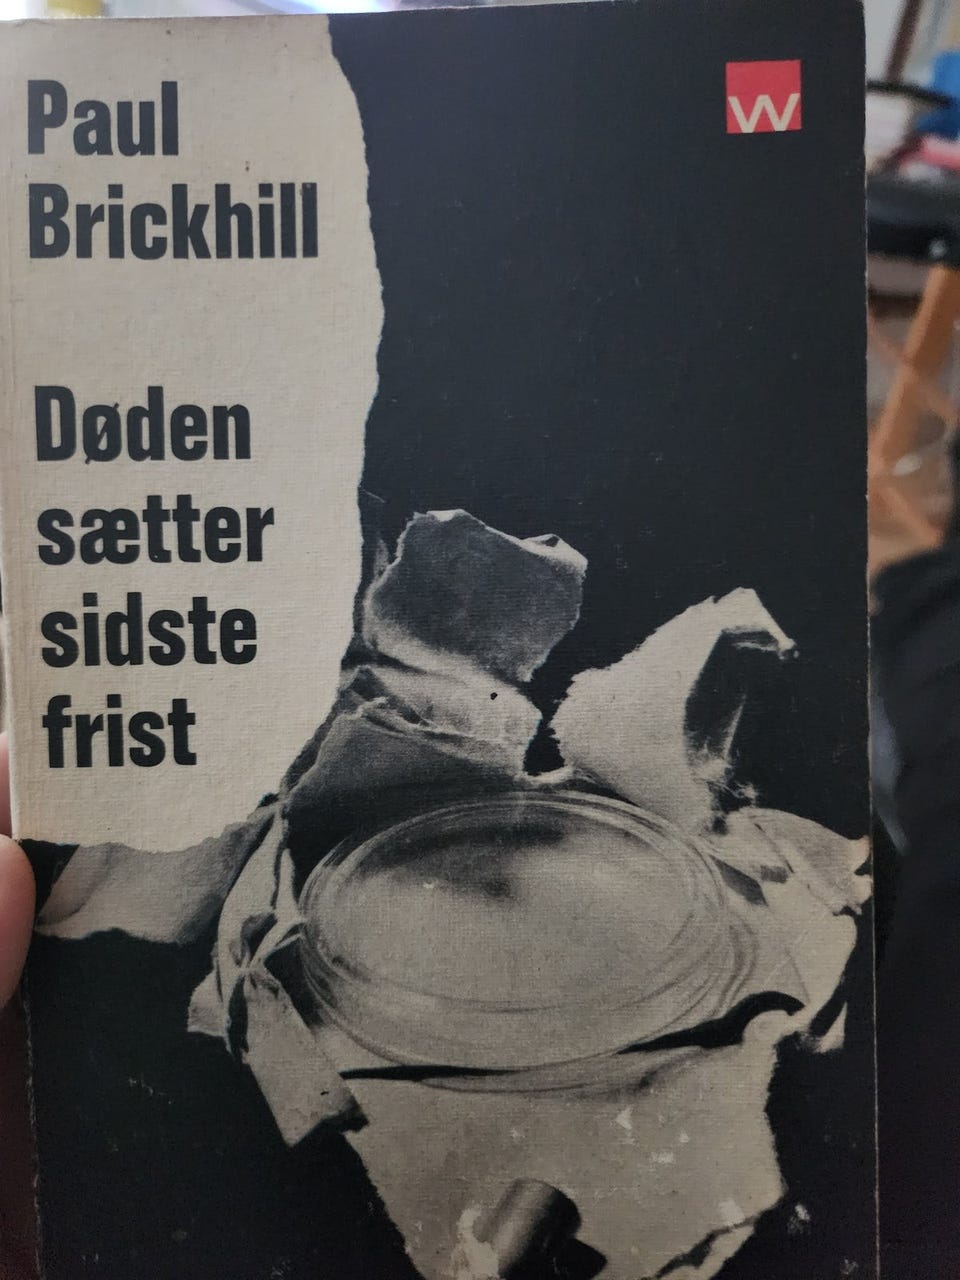 Paul
Brickhill
Døden
sætter
sidste
frist
W